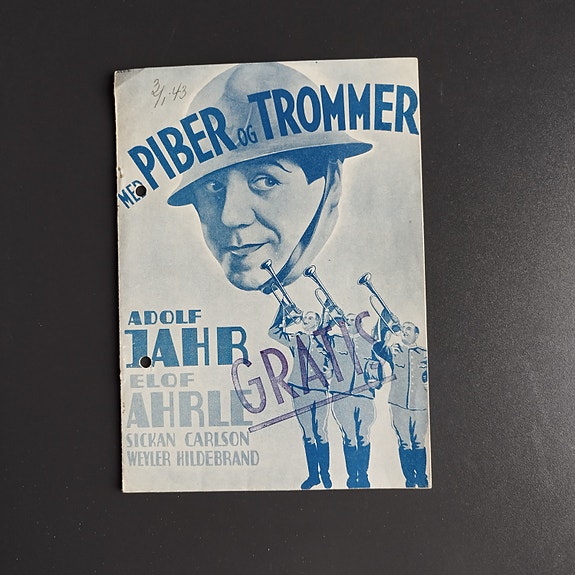 3/1-43
MED PIBER OG TROMMER
ADOLF
JAHR
ELOF
AHRLE
SICKAN CARLSON
WEYLER HILDEBRAND
GRATIS